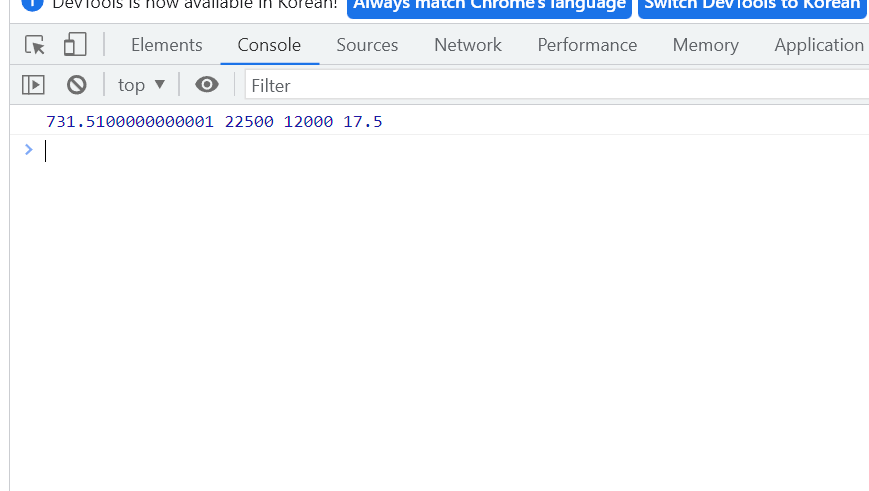 DevTools is now available in Korean! Always match Chrome's language Switch DevTools to Korean
Elements Console Sources Network Performance Memory Application
top ▼ Filter
731.5100000000001 22500 12000 17.5
>